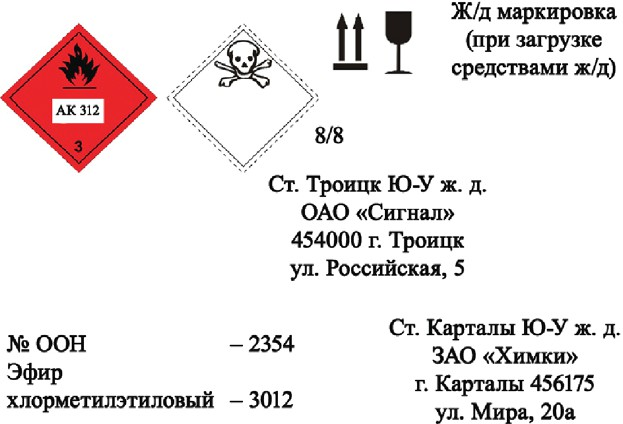 Ж/д маркировка
(при загрузке
средствами ж/д)
АК 312
3
8/8
Ст. Троицк Ю-У ж. д.
ОАО «Сигнал»
454000 г. Троицк
ул. Российская, 5
№ ООН – 2354
Эфир
хлорметилэтиловый – 3012
Ст. Карталы Ю-У ж. д.
ЗАО «Химки»
г. Карталы 456175
ул. Мира, 20а